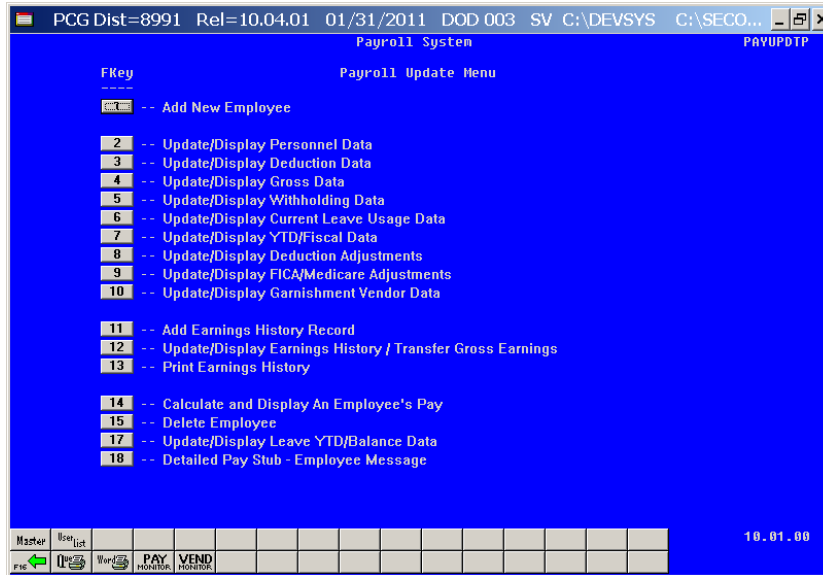 PCG Dist=8991 Rel=10.04.01 01/31/2011 DOD 003 SV C:\DEVSYS C:\SECO...
Payroll System PAYUPDTP
FKey Payroll Update Menu
----
1 -- Add New Employee
2 -- Update/Display Personnel Data
3 -- Update/Display Deduction Data
4 -- Update/Display Gross Data
5 -- Update/Display Withholding Data
6 -- Update/Display Current Leave Usage Data
7 -- Update/Display YTD/Fiscal Data
8 -- Update/Display Deduction Adjustments
9 -- Update/Display FICA/Medicare Adjustments
10 -- Update/Display Garnishment Vendor Data
11 -- Add Earnings History Record
12 -- Update/Display Earnings History / Transfer Gross Earnings
13 -- Print Earnings History
14 -- Calculate and Display An Employee's Pay
15 -- Delete Employee
17 -- Update/Display Leave YTD/Balance Data
18 -- Detailed Pay Stub - Employee Message
Master User list 10.01.00
F16 Que Word PAY MONITOR VEND MONITOR